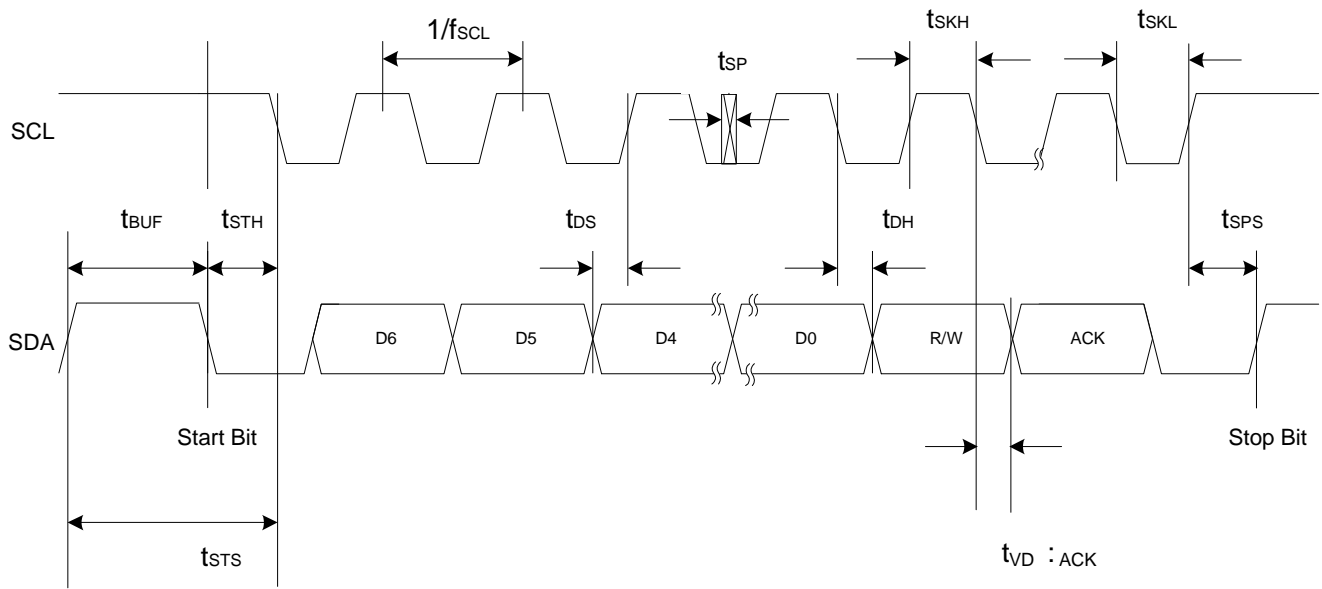 tSKH tSKL
1/fSCL
tSP
SCL
tBUF tSTH tDS tDH tSPS
SDA D6 D5 D4 D0 R/W ACK
Start Bit Stop Bit
tSTS tVD : ACK